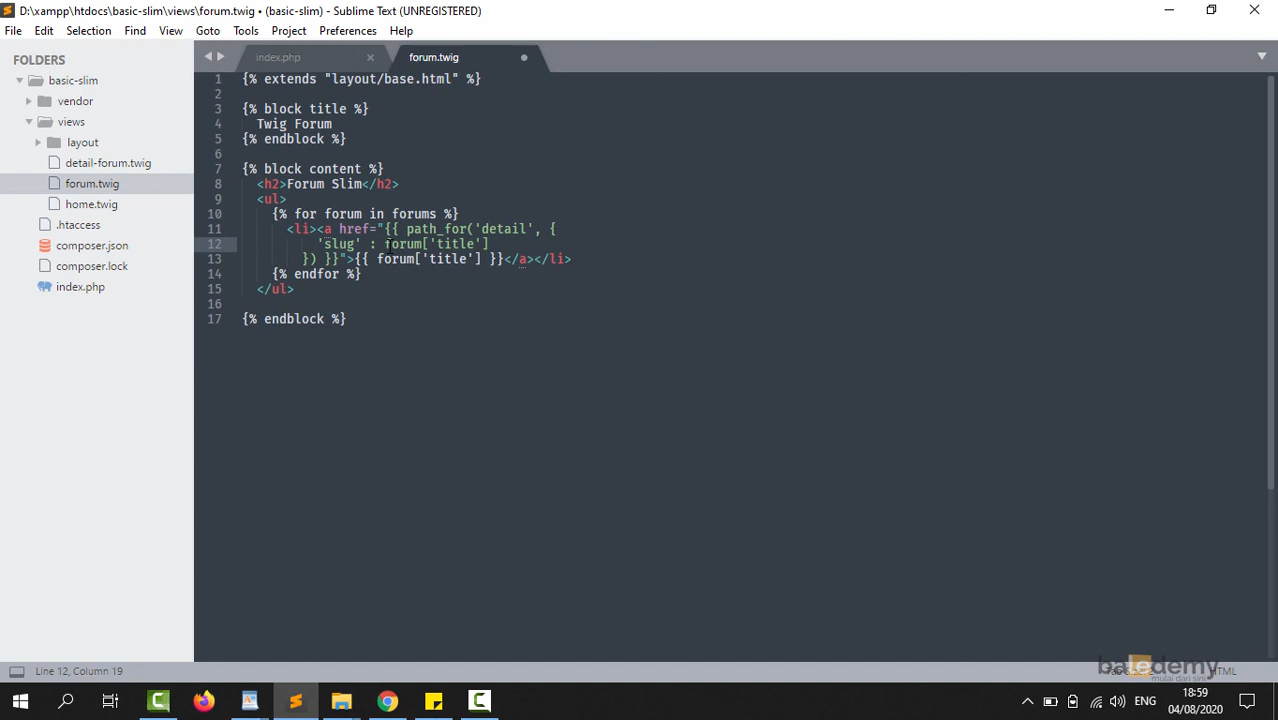 D:\xampp\htdocs\basic-slim\views\forum.twig • (basic-slim) - Sublime Text (UNREGISTERED)
File Edit Selection Find View Goto Tools Project Preferences Help
FOLDERS
basic-slim
vendor
views
layout
detail-forum.twig
forum.twig
home.twig
.htaccess
composer.json
composer.lock
index.php
index.php
forum.twig
1 {% extends "layout/base.html" %}
2
3 {% block title %}
4 Twig Forum
5 {% endblock %}
6
7 {% block content %}
8 <h2>Forum Slim</h2>
9 <ul>
10 {% for forum in forums %}
11 <li><a href="{{ path_for('detail', {
12 'slug' : forum['title']
13 }) }}">{{ forum['title'] }}</a></li>
14 {% endfor %}
15 </ul>
16
17 {% endblock %}
Line 12, Column 19
HTML
baledemy
mulai dari sini
ENG
18:59
04/08/2020